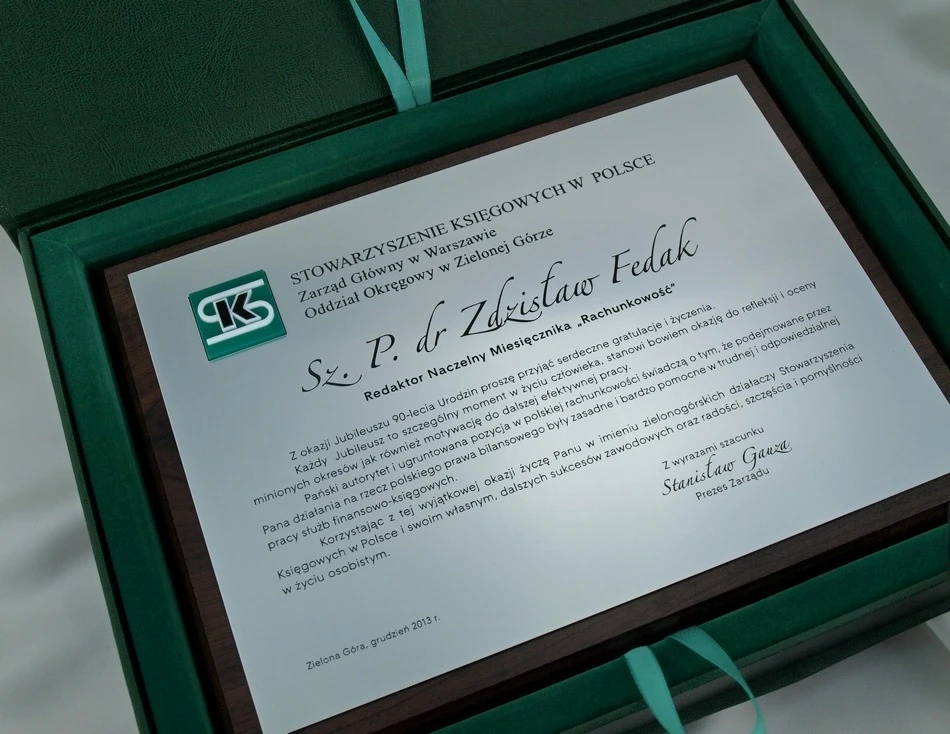 SKS
STOWARZYSZENIE KSIĘGOWYCH W POLSCE
Zarząd Główny w Warszawie
Oddział Okręgowy w Zielonej Górze
Sz. P. dr Zdzisław Fedak
Redaktor Naczelny Miesięcznika „Rachunkowość”
Z okazji Jubileuszu 90-lecia Urodzin proszę przyjąć serdeczne gratulacje i życzenia.
Każdy Jubileusz to szczególny moment w życiu człowieka, stanowi bowiem okazję do refleksji i oceny
minionych okresów jak również motywację do dalszej efektywnej pracy.
Pański autorytet i ugruntowana pozycja w polskiej rachunkowości świadczą o tym, że podejmowane przez
Pana działania na rzecz polskiego prawa bilansowego były zasadne i bardzo pomocne w trudnej i odpowiedzialnej
pracy służb finansowo-księgowych.
Korzystając z tej wyjątkowej okazji życzę Panu w imieniu zielonogórskich działaczy Stowarzyszenia
Księgowych w Polsce i swoim własnym, dalszych sukcesów zawodowych oraz radości, szczęścia i pomyślności
w życiu osobistym.
Z wyrazami szacunku
Stanisław Gauza
Prezes Zarządu
Zielona Góra, grudzień 2013 r.